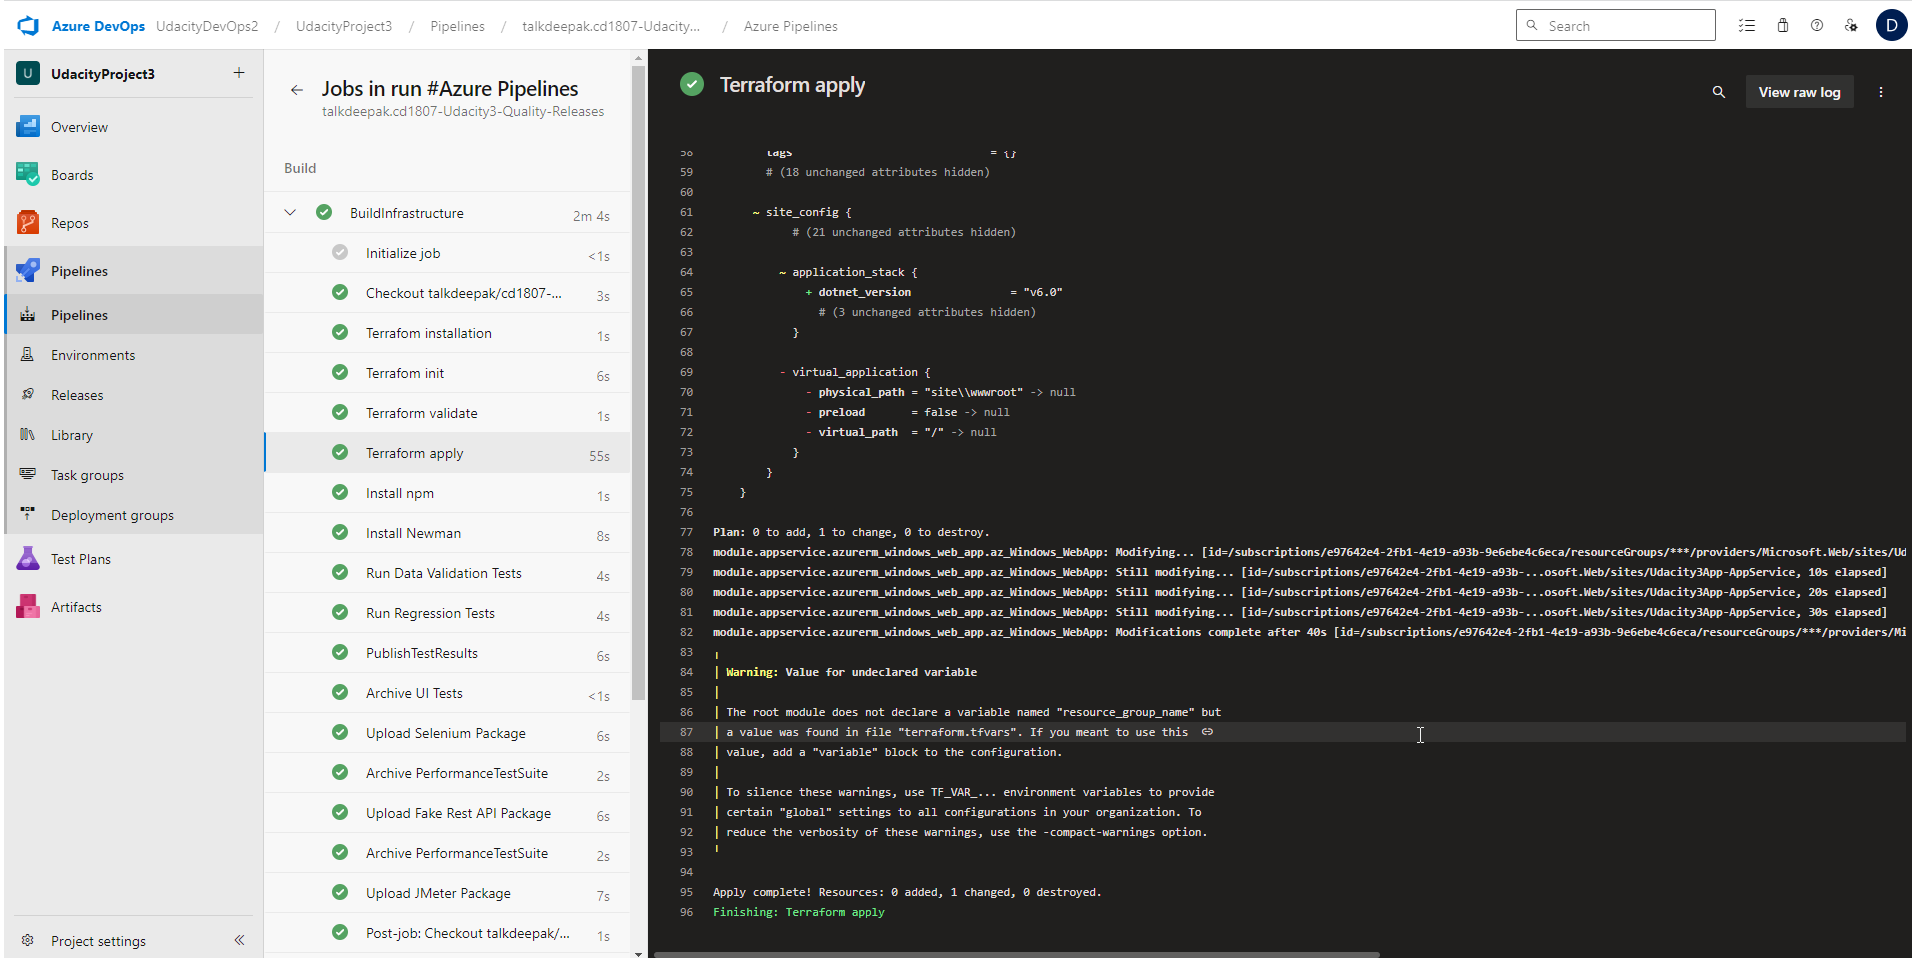 Azure DevOps UdacityDevOps2 / UdacityProject3 / Pipelines / talkdeepak.cd1807-Udacity... / Azure Pipelines
Search
D
U UdacityProject3 +
Overview
Boards
Repos
Pipelines
Pipelines
Environments
Releases
Library
Task groups
Deployment groups
Test Plans
Artifacts
Project settings
Jobs in run #Azure Pipelines
talkdeepak.cd1807-Udacity3-Quality-Releases
Build
BuildInfrastructure 2m 4s
Initialize job <1s
Checkout talkdeepak/cd1807-... 3s
Terrafom installation 1s
Terrafom init 6s
Terraform validate 1s
Terraform apply 55s
Install npm 1s
Install Newman 8s
Run Data Validation Tests 4s
Run Regression Tests 4s
PublishTestResults 6s
Archive UI Tests <1s
Upload Selenium Package 6s
Archive PerformanceTestSuite 2s
Upload Fake Rest API Package 6s
Archive PerformanceTestSuite 2s
Upload JMeter Package 7s
Post-job: Checkout talkdeepak/... 1s
Terraform apply
View raw log
58 tags = {}
59 # (18 unchanged attributes hidden)
60
61 ~ site_config {
62 # (21 unchanged attributes hidden)
63
64 ~ application_stack {
65 + dotnet_version = "v6.0"
66 # (3 unchanged attributes hidden)
67 }
68
69 - virtual_application {
70 - physical_path = "site\\wwwroot" -> null
71 - preload = false -> null
72 - virtual_path = "/" -> null
73 }
74 }
75 }
76
77 Plan: 0 to add, 1 to change, 0 to destroy.
78 module.appservice.azurerm_windows_web_app.az_Windows_WebApp: Modifying... [id=/subscriptions/e97642e4-2fb1-4e19-a93b-9e6ebe4c6eca/resourceGroups/***/providers/Microsoft.Web/sites/Ud
79 module.appservice.azurerm_windows_web_app.az_Windows_WebApp: Still modifying... [id=/subscriptions/e97642e4-2fb1-4e19-a93b-...osoft.Web/sites/Udacity3App-AppService, 10s elapsed]
80 module.appservice.azurerm_windows_web_app.az_Windows_WebApp: Still modifying... [id=/subscriptions/e97642e4-2fb1-4e19-a93b-...osoft.Web/sites/Udacity3App-AppService, 20s elapsed]
81 module.appservice.azurerm_windows_web_app.az_Windows_WebApp: Still modifying... [id=/subscriptions/e97642e4-2fb1-4e19-a93b-...osoft.Web/sites/Udacity3App-AppService, 30s elapsed]
82 module.appservice.azurerm_windows_web_app.az_Windows_WebApp: Modifications complete after 40s [id=/subscriptions/e97642e4-2fb1-4e19-a93b-9e6ebe4c6eca/resourceGroups/***/providers/Mi
83 ╷
84 │ Warning: Value for undeclared variable
85 │
86 │ The root module does not declare a variable named "resource_group_name" but
87 │ a value was found in file "terraform.tfvars". If you meant to use this
88 │ value, add a "variable" block to the configuration.
89 │
90 │ To silence these warnings, use TF_VAR_... environment variables to provide
91 │ certain "global" settings to all configurations in your organization. To
92 │ reduce the verbosity of these warnings, use the -compact-warnings option.
93 ╵
94
95 Apply complete! Resources: 0 added, 1 changed, 0 destroyed.
96 Finishing: Terraform apply